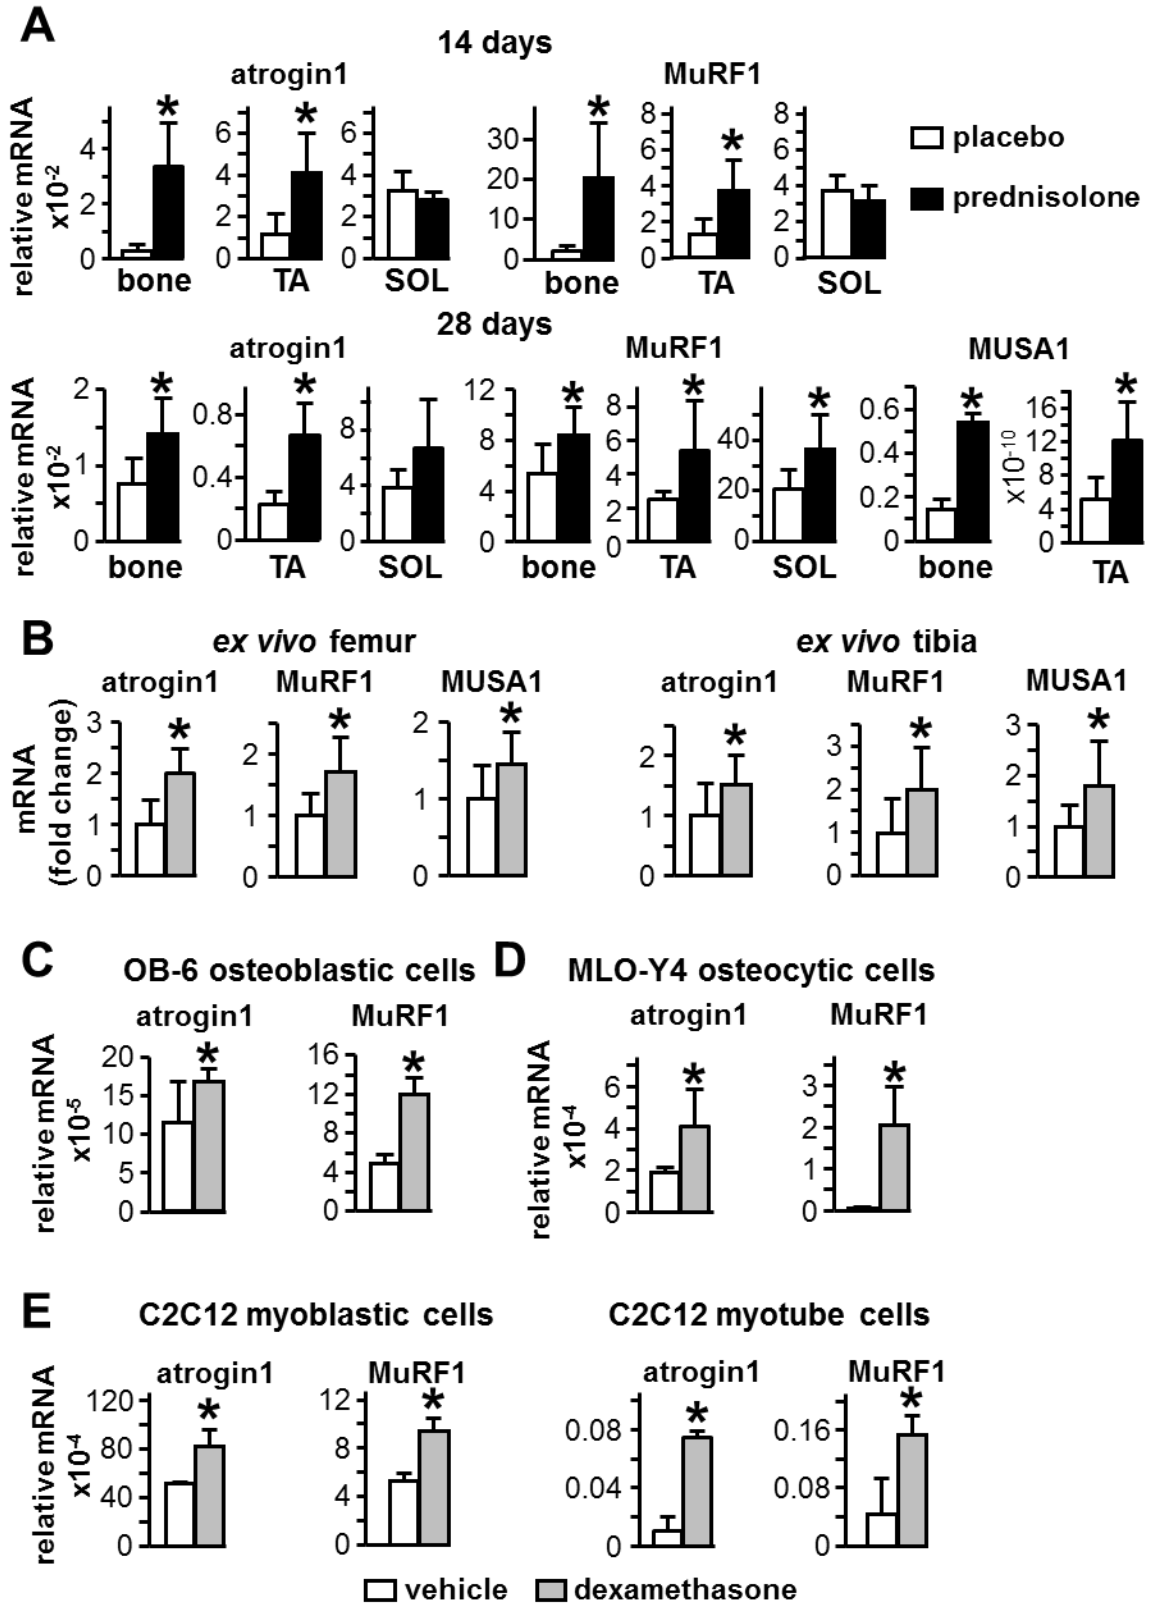 A
14 days
atrogin1 MuRF1
relative mRNA
x10-2
4 2 0
* bone
6 4 2 0
* TA
6 4 2 0
SOL
30 20 10 0
* bone
8 6 4 2 0
* TA
8 6 4 2 0
SOL
placebo
prednisolone
28 days
atrogin1 MuRF1 MUSA1
relative mRNA
x10-2
2 1 0
* bone
0.8 0.4 0
* TA
8 4 0
SOL
12 8 4 0
* bone
8 6 4 2 0
* TA
40 20 0
* SOL
0.6 0.4 0.2 0
* bone
x10-10
16 12 8 4 0
* TA
B
ex vivo femur
atrogin1 MuRF1 MUSA1
mRNA
(fold change)
3 2 1 0
*
2 1 0
*
2 1 0
*
ex vivo tibia
atrogin1 MuRF1 MUSA1
2 1 0
*
3 2 1 0
*
3 2 1 0
*
C
OB-6 osteoblastic cells
atrogin1 MuRF1
relative mRNA
x10-5
20 15 10 5 0
*
16 12 8 4 0
*
D
MLO-Y4 osteocytic cells
atrogin1 MuRF1
relative mRNA
x10-4
6 4 2 0
*
3 2 1 0
*
E
C2C12 myoblastic cells
atrogin1 MuRF1
relative mRNA
x10-4
120 80 40 0
*
12 8 4 0
*
C2C12 myotube cells
atrogin1 MuRF1
0.08 0.04 0
*
0.16 0.08 0
*
vehicle dexamethasone